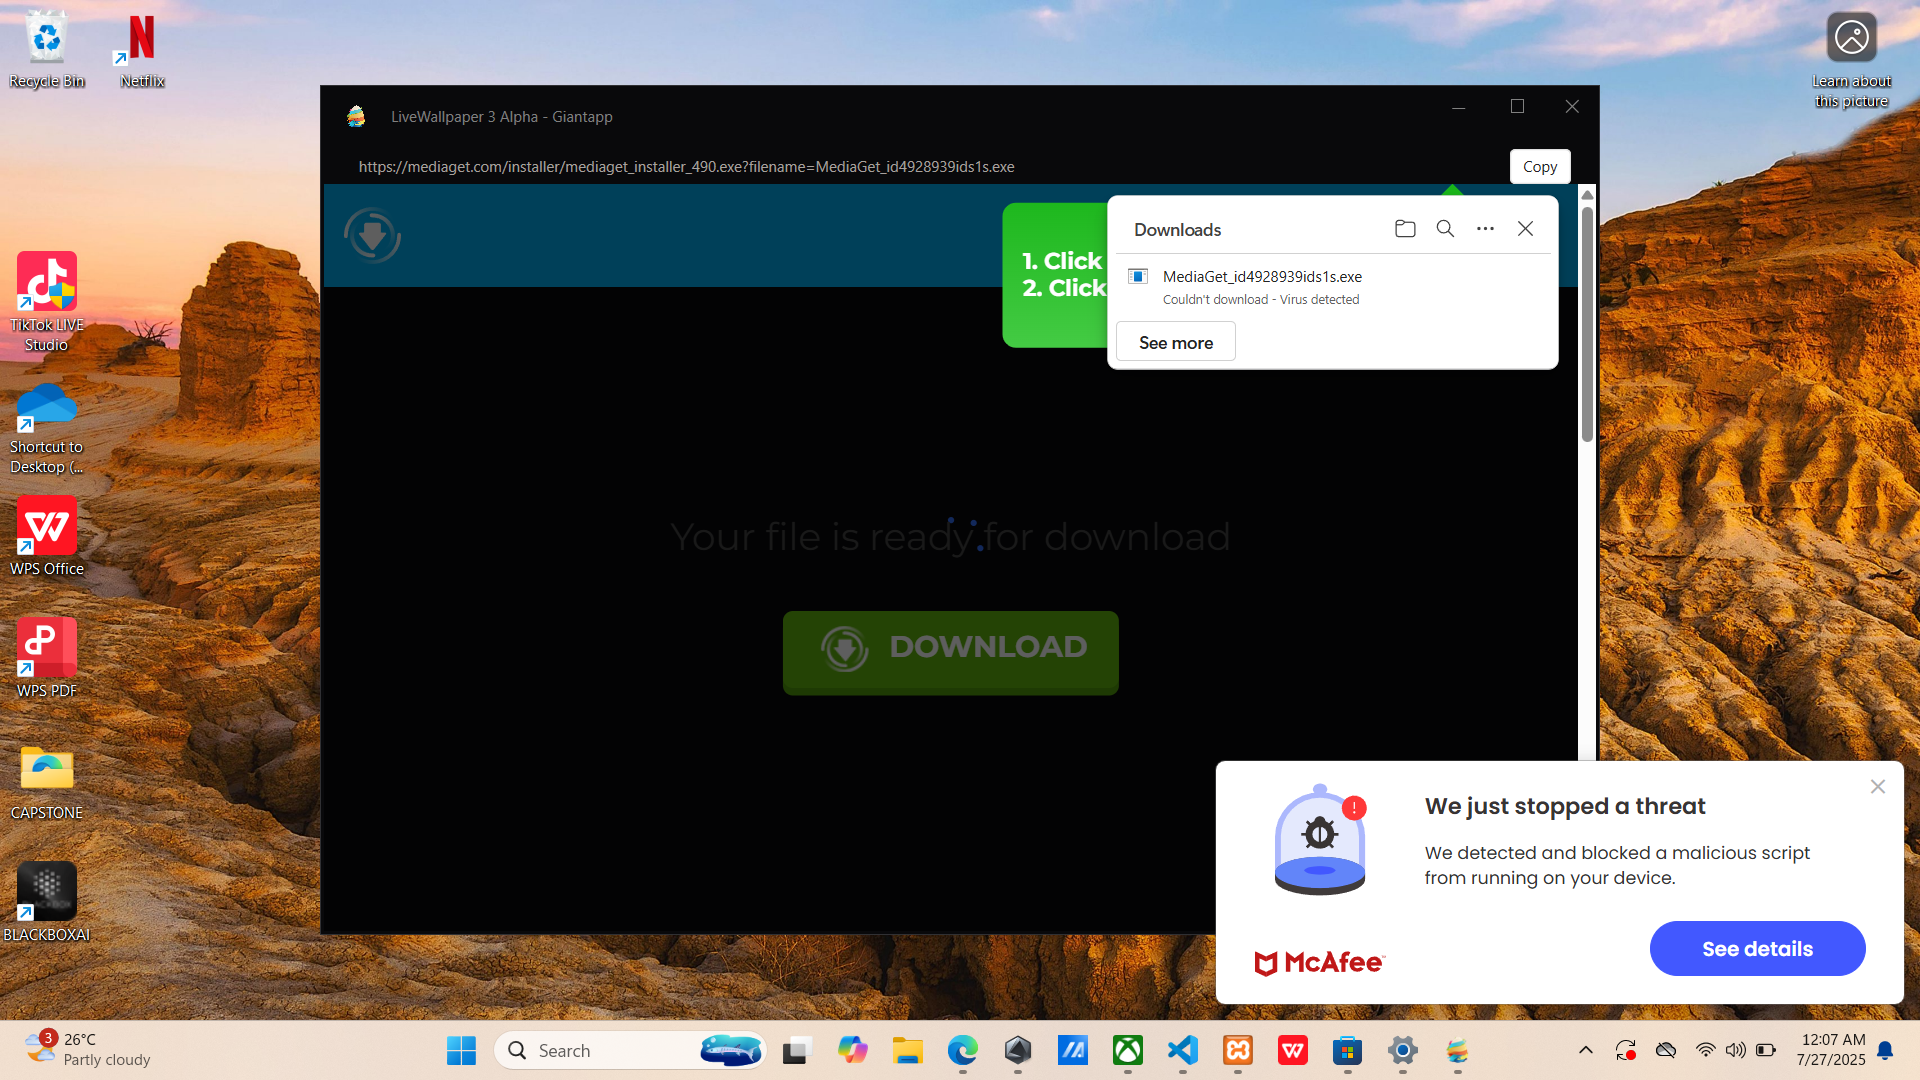 Recycle Bin
Netflix
Learn about
this picture
LiveWallpaper 3 Alpha - Giantapp
https://mediaget.com/installer/mediaget_installer_490.exe?filename=MediaGet_id4928939ids1s.exe
Copy
1. Click
2. Click
Downloads
MediaGet_id4928939ids1s.exe
Couldn't download - Virus detected
See more
TikTok LIVE
Studio
Shortcut to
Desktop (...
WPS Office
WPS PDF
CAPSTONE
BLACKBOXAI
Your file is ready for download
DOWNLOAD
We just stopped a threat
We detected and blocked a malicious script
from running on your device.
McAfee
See details
3
26°C
Partly cloudy
Search
12:07 AM
7/27/2025